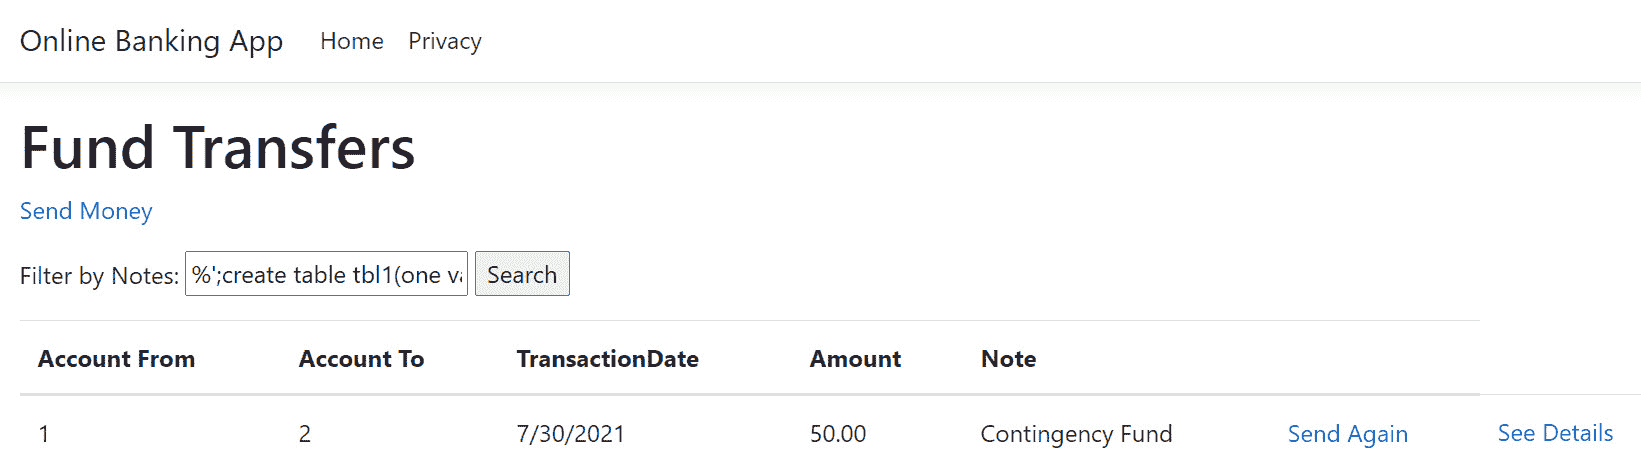 Online Banking App Home Privacy
Fund Transfers
Send Money
Filter by Notes: %';create table tbl1(one va Search
Account From Account To TransactionDate Amount Note
1 2 7/30/2021 50.00 Contingency Fund Send Again See Details